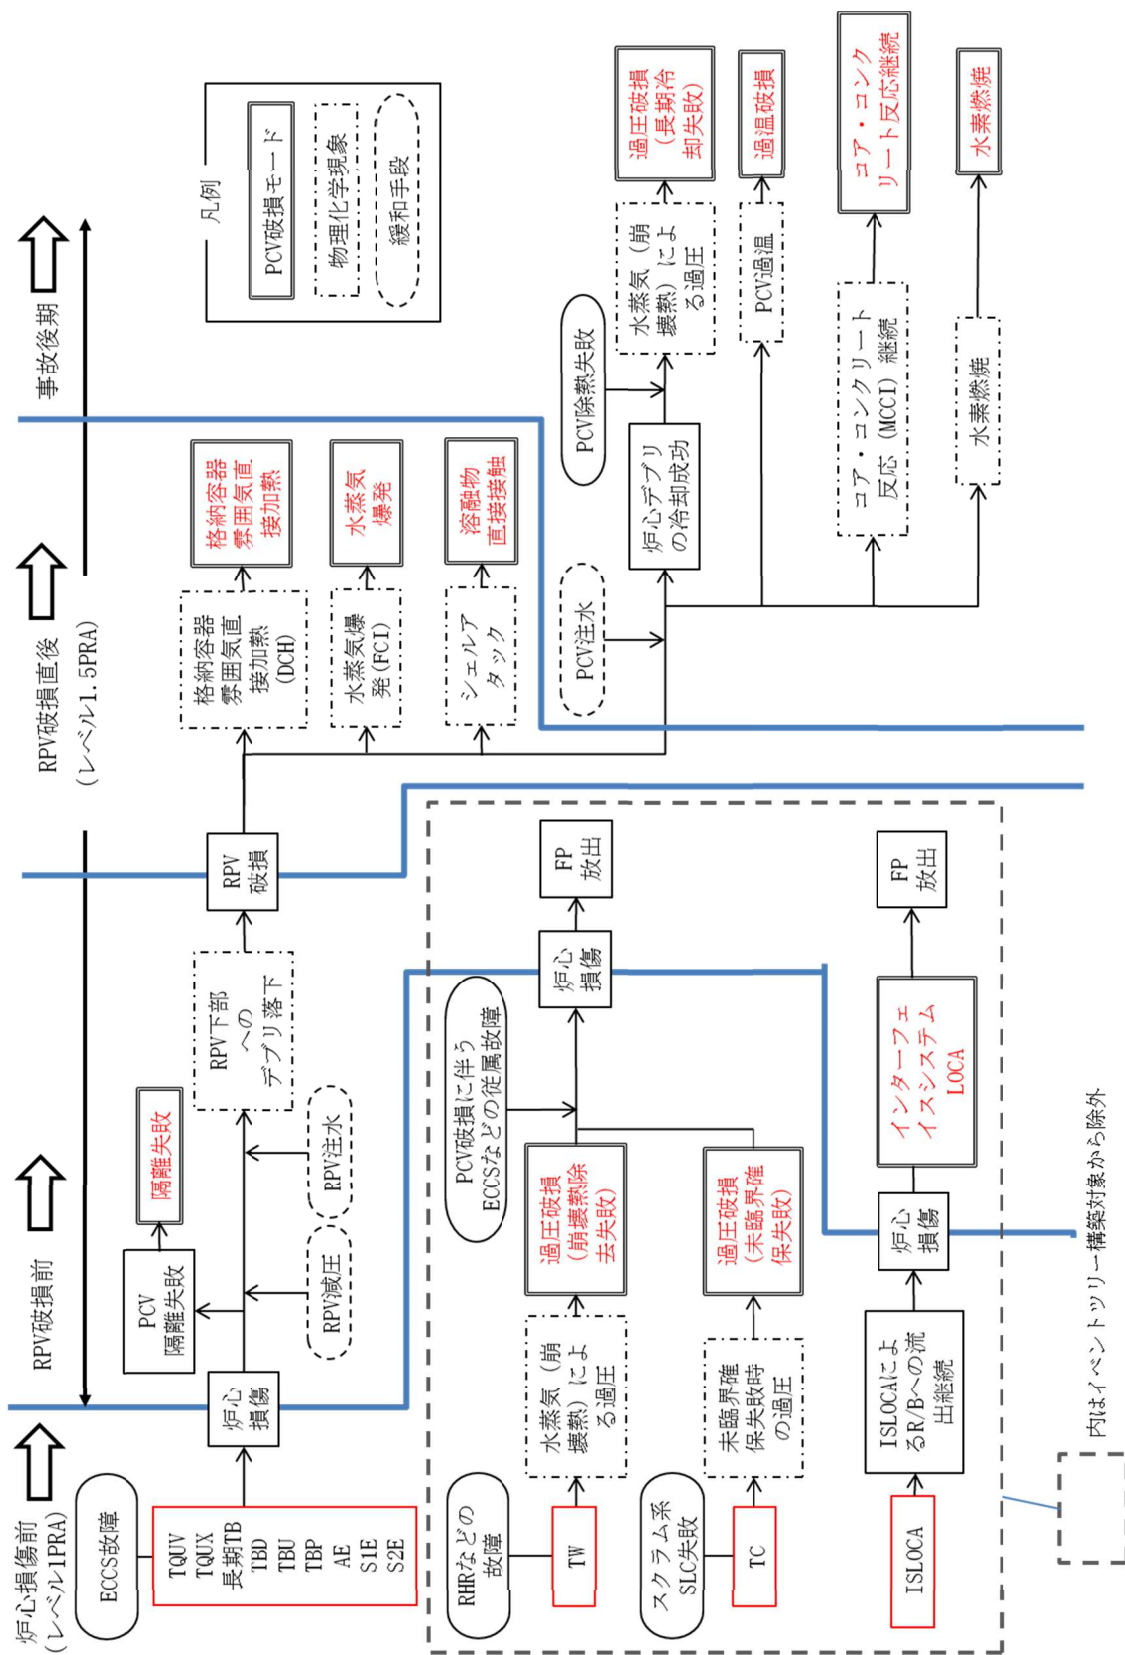 炉心損傷前
(レベル1PRA)
RPV破損前
RPV破損直後
(レベル1.5PRA)
事故後期
凡例
PCV破損モード
物理化学現象
緩和手段
ECCS故障
TQUV
TQUX
長期TB
TBD
TBU
TBP
AE
S1E
S2E
炉心
損傷
PCV
隔離失敗
隔離失敗
RPV減圧
RPV注水
RPV下部
への
デブリ落下
RPV
破損
格納容器
雰囲気直
接加熱
(DCH)
格納容器
雰囲気直
接加熱
水蒸気爆
発(FCI)
水蒸気
爆発
シェルア
タック
溶融物
直接接触
PCV注水
炉心デブリ
の冷却成功
PCV除熱失敗
水蒸気（崩
壊熱）によ
る過圧
過圧破損
（長期冷
却失敗）
PCV過温
過温破損
コア・コンクリート
反応（MCCI）継続
コア・コンク
リート反応継続
水素燃焼
水素燃焼
RHRなどの
故障
TW
水蒸気（崩
壊熱）によ
る過圧
過圧破損
（崩壊熱除
去失敗）
PCV破損に伴う
ECCSなどの従属故障
炉心
損傷
FP
放出
スクラム系
SLC失敗
TC
未臨界確
保失敗時
の過圧
過圧破損
（未臨界確
保失敗）
ISLOCA
ISLOCAによ
るR/Bへの流
出継続
炉心
損傷
インターフェ
イスシステム
LOCA
FP
放出
内はイベントツリー構築対象から除外